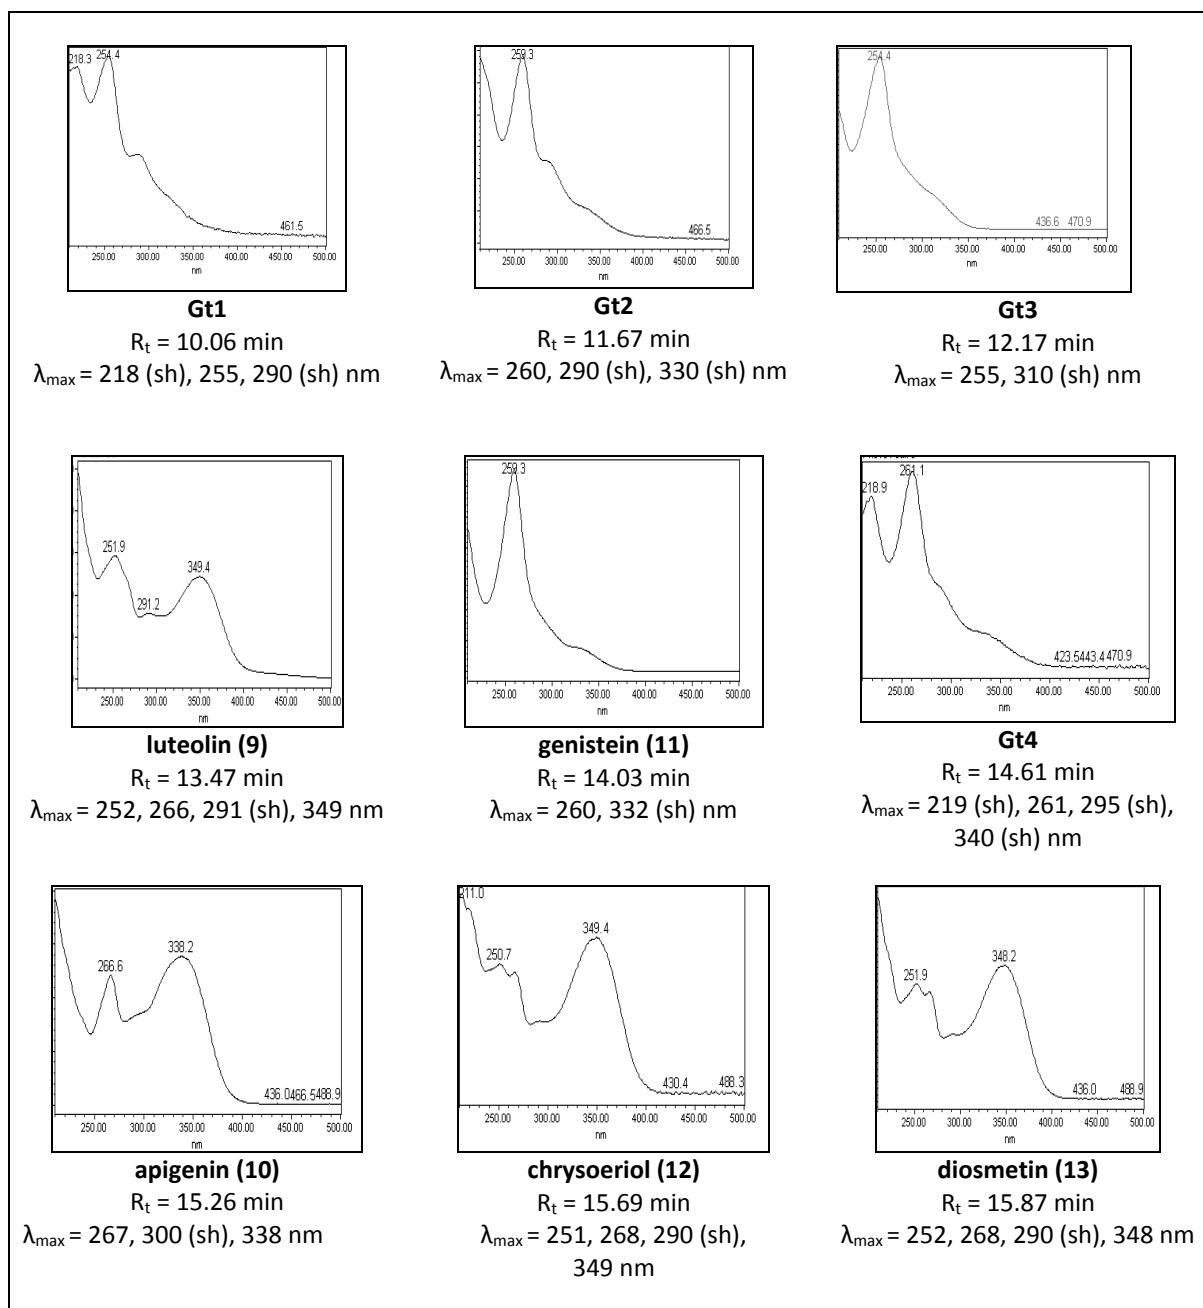 218.3 254.4
461.5
250.00 300.00 350.00 400.00 450.00 500.00
nm
Gt1
Rt = 10.06 min
λmax = 218 (sh), 255, 290 (sh) nm
259.3
466.5
250.00 300.00 350.00 400.00 450.00 500.00
nm
Gt2
Rt = 11.67 min
λmax = 260, 290 (sh), 330 (sh) nm
254.4
436.6 470.9
250.00 300.00 350.00 400.00 450.00 500.00
nm
Gt3
Rt = 12.17 min
λmax = 255, 310 (sh) nm
251.9
291.2
349.4
250.00 300.00 350.00 400.00 450.00 500.00
nm
luteolin (9)
Rt = 13.47 min
λmax = 252, 266, 291 (sh), 349 nm
259.3
250.00 300.00 350.00 400.00 450.00 500.00
nm
genistein (11)
Rt = 14.03 min
λmax = 260, 332 (sh) nm
218.9
261.1
423.5 443.4 470.9
250.00 300.00 350.00 400.00 450.00 500.00
nm
Gt4
Rt = 14.61 min
λmax = 219 (sh), 261, 295 (sh),
340 (sh) nm
266.6
338.2
436.0 466.5 488.9
250.00 300.00 350.00 400.00 450.00 500.00
nm
apigenin (10)
Rt = 15.26 min
λmax = 267, 300 (sh), 338 nm
211.0
250.7
349.4
430.4 488.3
250.00 300.00 350.00 400.00 450.00 500.00
nm
chrysoeriol (12)
Rt = 15.69 min
λmax = 251, 268, 290 (sh),
349 nm
251.9
348.2
436.0 488.9
250.00 300.00 350.00 400.00 450.00 500.00
nm
diosmetin (13)
Rt = 15.87 min
λmax = 252, 268, 290 (sh), 348 nm